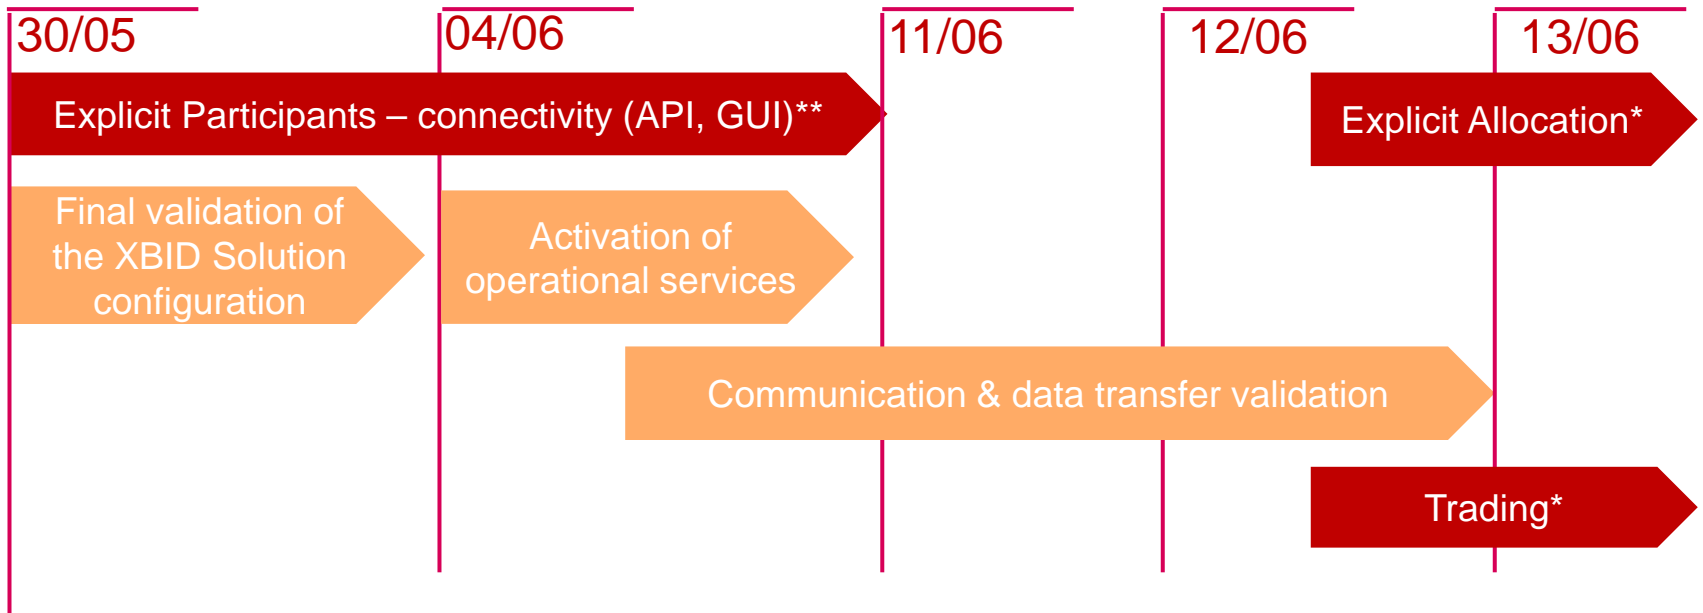 30/05
04/06
11/06
12/06
13/06
Explicit Participants – connectivity (API, GUI)**
Explicit Allocation*
Final validation of
the XBID Solution
configuration
Activation of
operational services
Communication & data transfer validation
Trading*